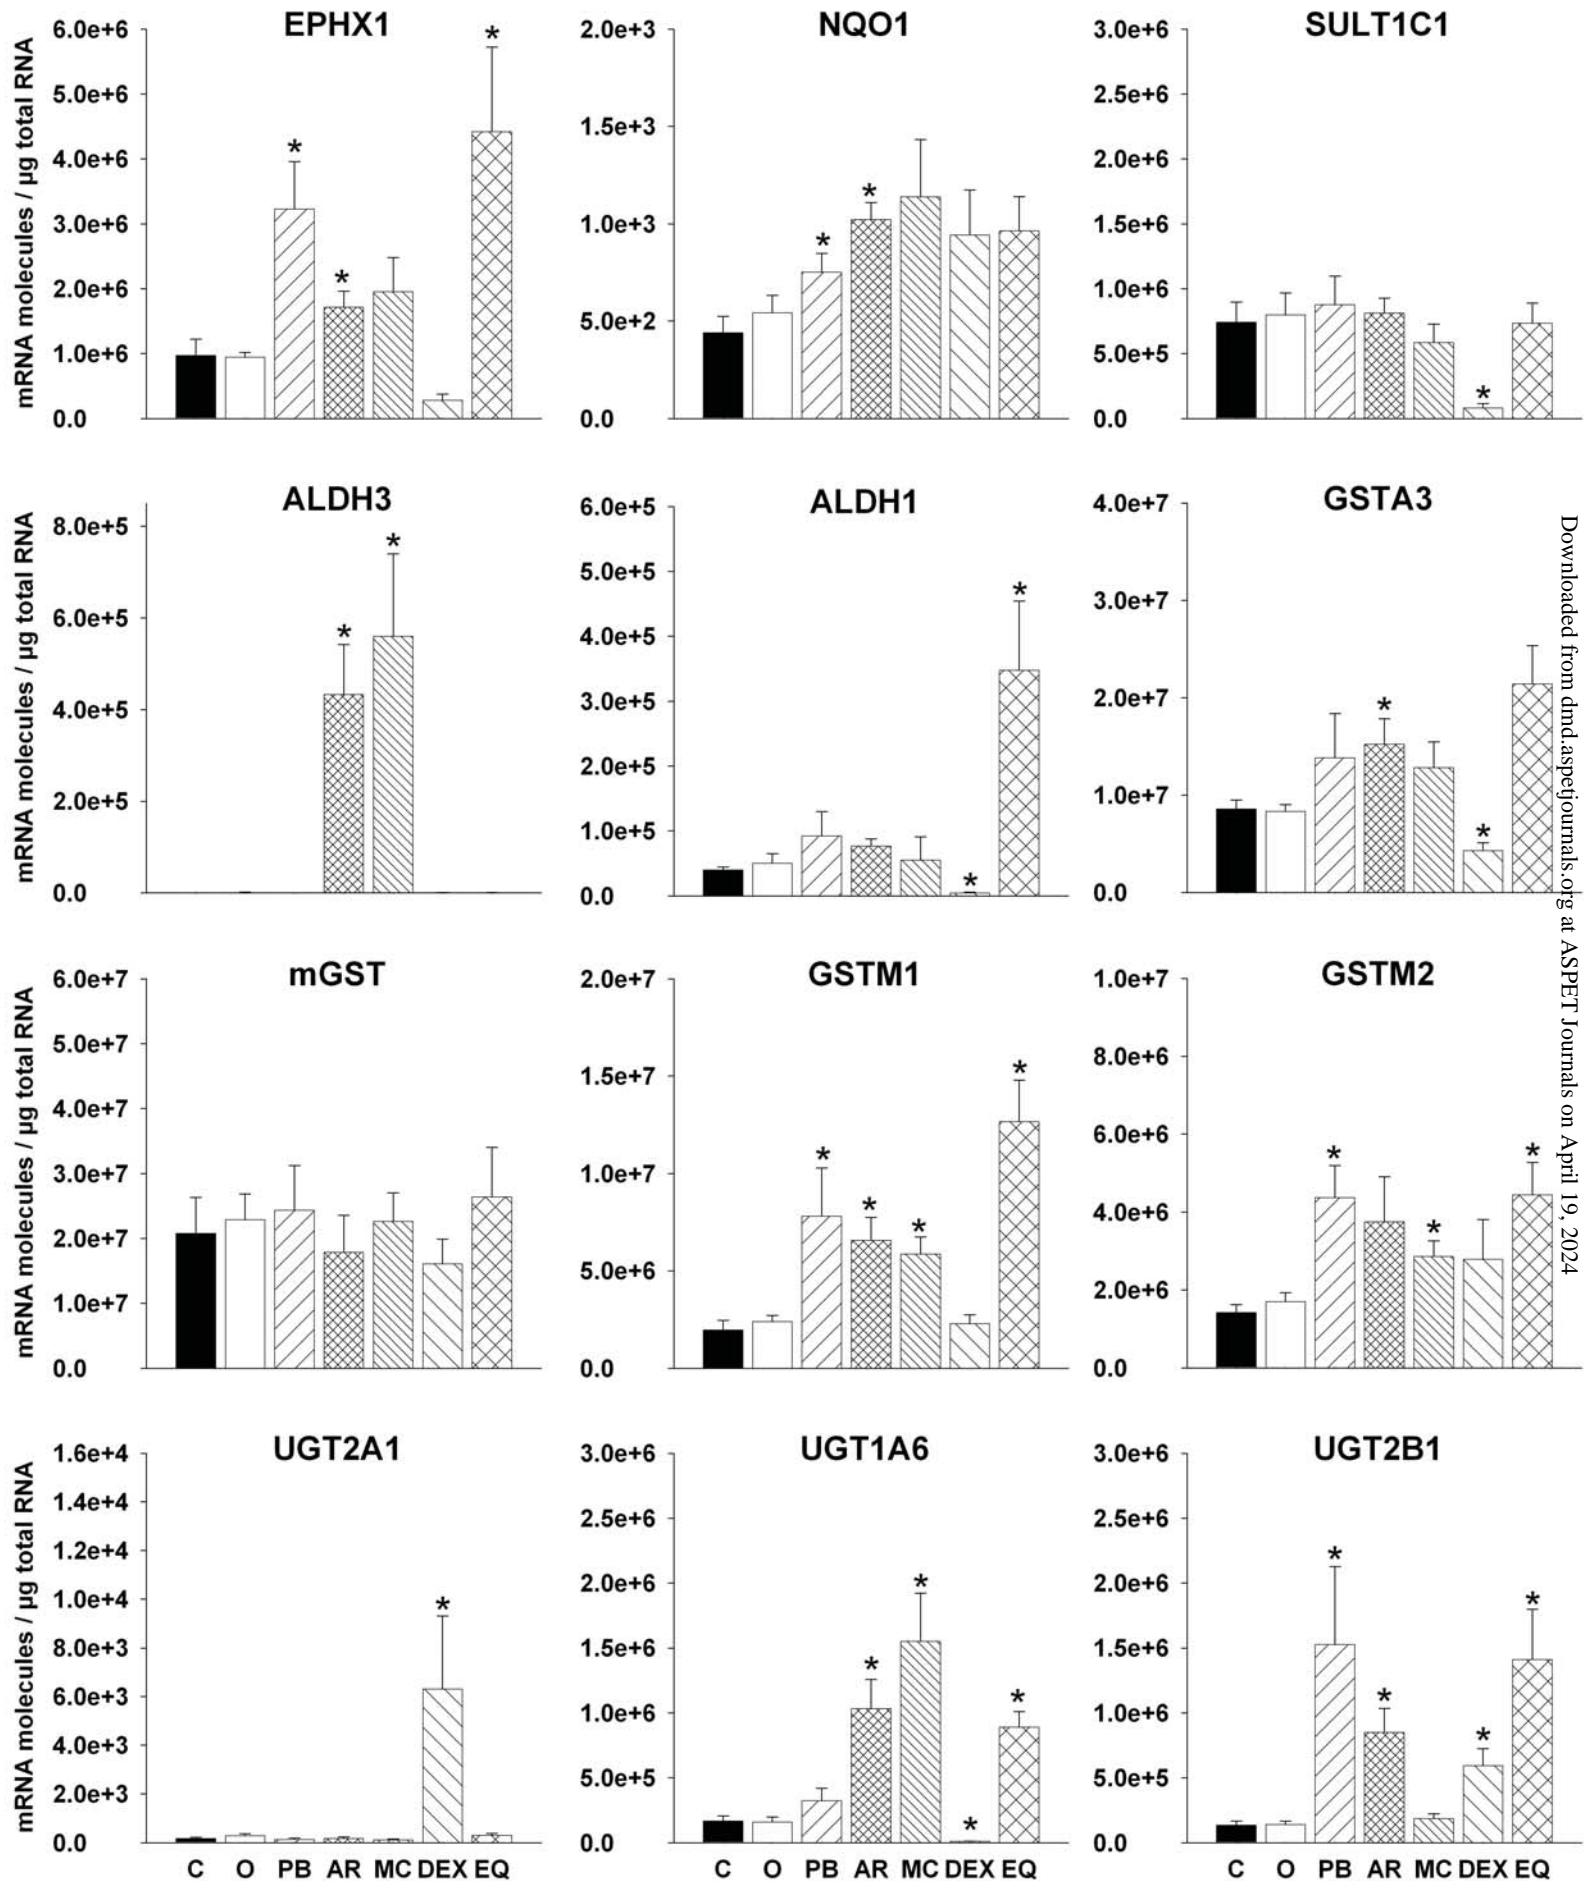 EPHX1
NQO1
SULT1C1
mRNA molecules / µg total RNA
6.0e+6
5.0e+6
4.0e+6
3.0e+6
2.0e+6
1.0e+6
0.0
2.0e+3
1.5e+3
1.0e+3
5.0e+2
0.0
3.0e+6
2.5e+6
2.0e+6
1.5e+6
1.0e+6
5.0e+5
0.0
*
*
*
*
*
*
ALDH3
ALDH1
GSTA3
mRNA molecules / µg total RNA
8.0e+5
6.0e+5
4.0e+5
2.0e+5
0.0
6.0e+5
5.0e+5
4.0e+5
3.0e+5
2.0e+5
1.0e+5
0.0
4.0e+7
3.0e+7
2.0e+7
1.0e+7
0.0
*
*
*
*
*
*
mGST
GSTM1
GSTM2
mRNA molecules / µg total RNA
6.0e+7
5.0e+7
4.0e+7
3.0e+7
2.0e+7
1.0e+7
0.0
2.0e+7
1.5e+7
1.0e+7
5.0e+6
0.0
1.0e+7
8.0e+6
6.0e+6
4.0e+6
2.0e+6
0.0
*
*
*
*
*
*
*
UGT2A1
UGT1A6
UGT2B1
mRNA molecules / µg total RNA
1.6e+4
1.4e+4
1.2e+4
1.0e+4
8.0e+3
6.0e+3
4.0e+3
2.0e+3
0.0
3.0e+6
2.5e+6
2.0e+6
1.5e+6
1.0e+6
5.0e+5
0.0
3.0e+6
2.5e+6
2.0e+6
1.5e+6
1.0e+6
5.0e+5
0.0
*
*
*
*
*
*
*
*
*
C O PB AR MC DEX EQ
C O PB AR MC DEX EQ
C O PB AR MC DEX EQ
Downloaded from dmd.aspetjournals.org at ASPET Journals on April 19, 2024